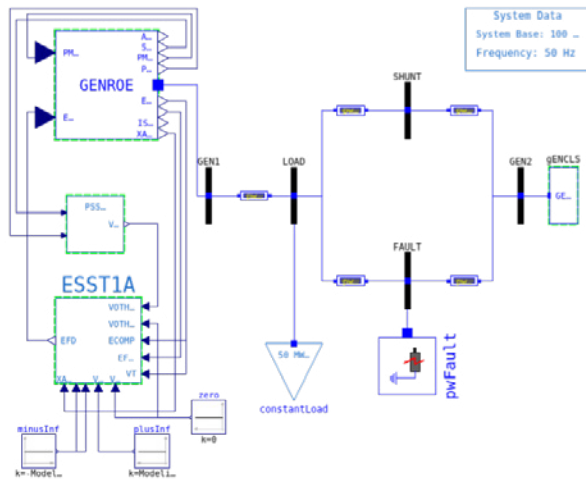 System Data
System Base: 100 ...
Frequency: 50 Hz
A...
S...
PM...
PM...
P...
GENROE
E...
E...
IS...
XA...
SHUNT
GEN1
LOAD
GEN2
gENCLS
GE...
PSS...
V...
FAULT
ESST1A
VOTH...
VOTH...
EFD
ECOMP
EF...
VT
XA...
V...
V...
50 MW...
pwFault
constantLoad
zero
k=0
minusInf
plusInf
k=-Model...
k=Modeli...